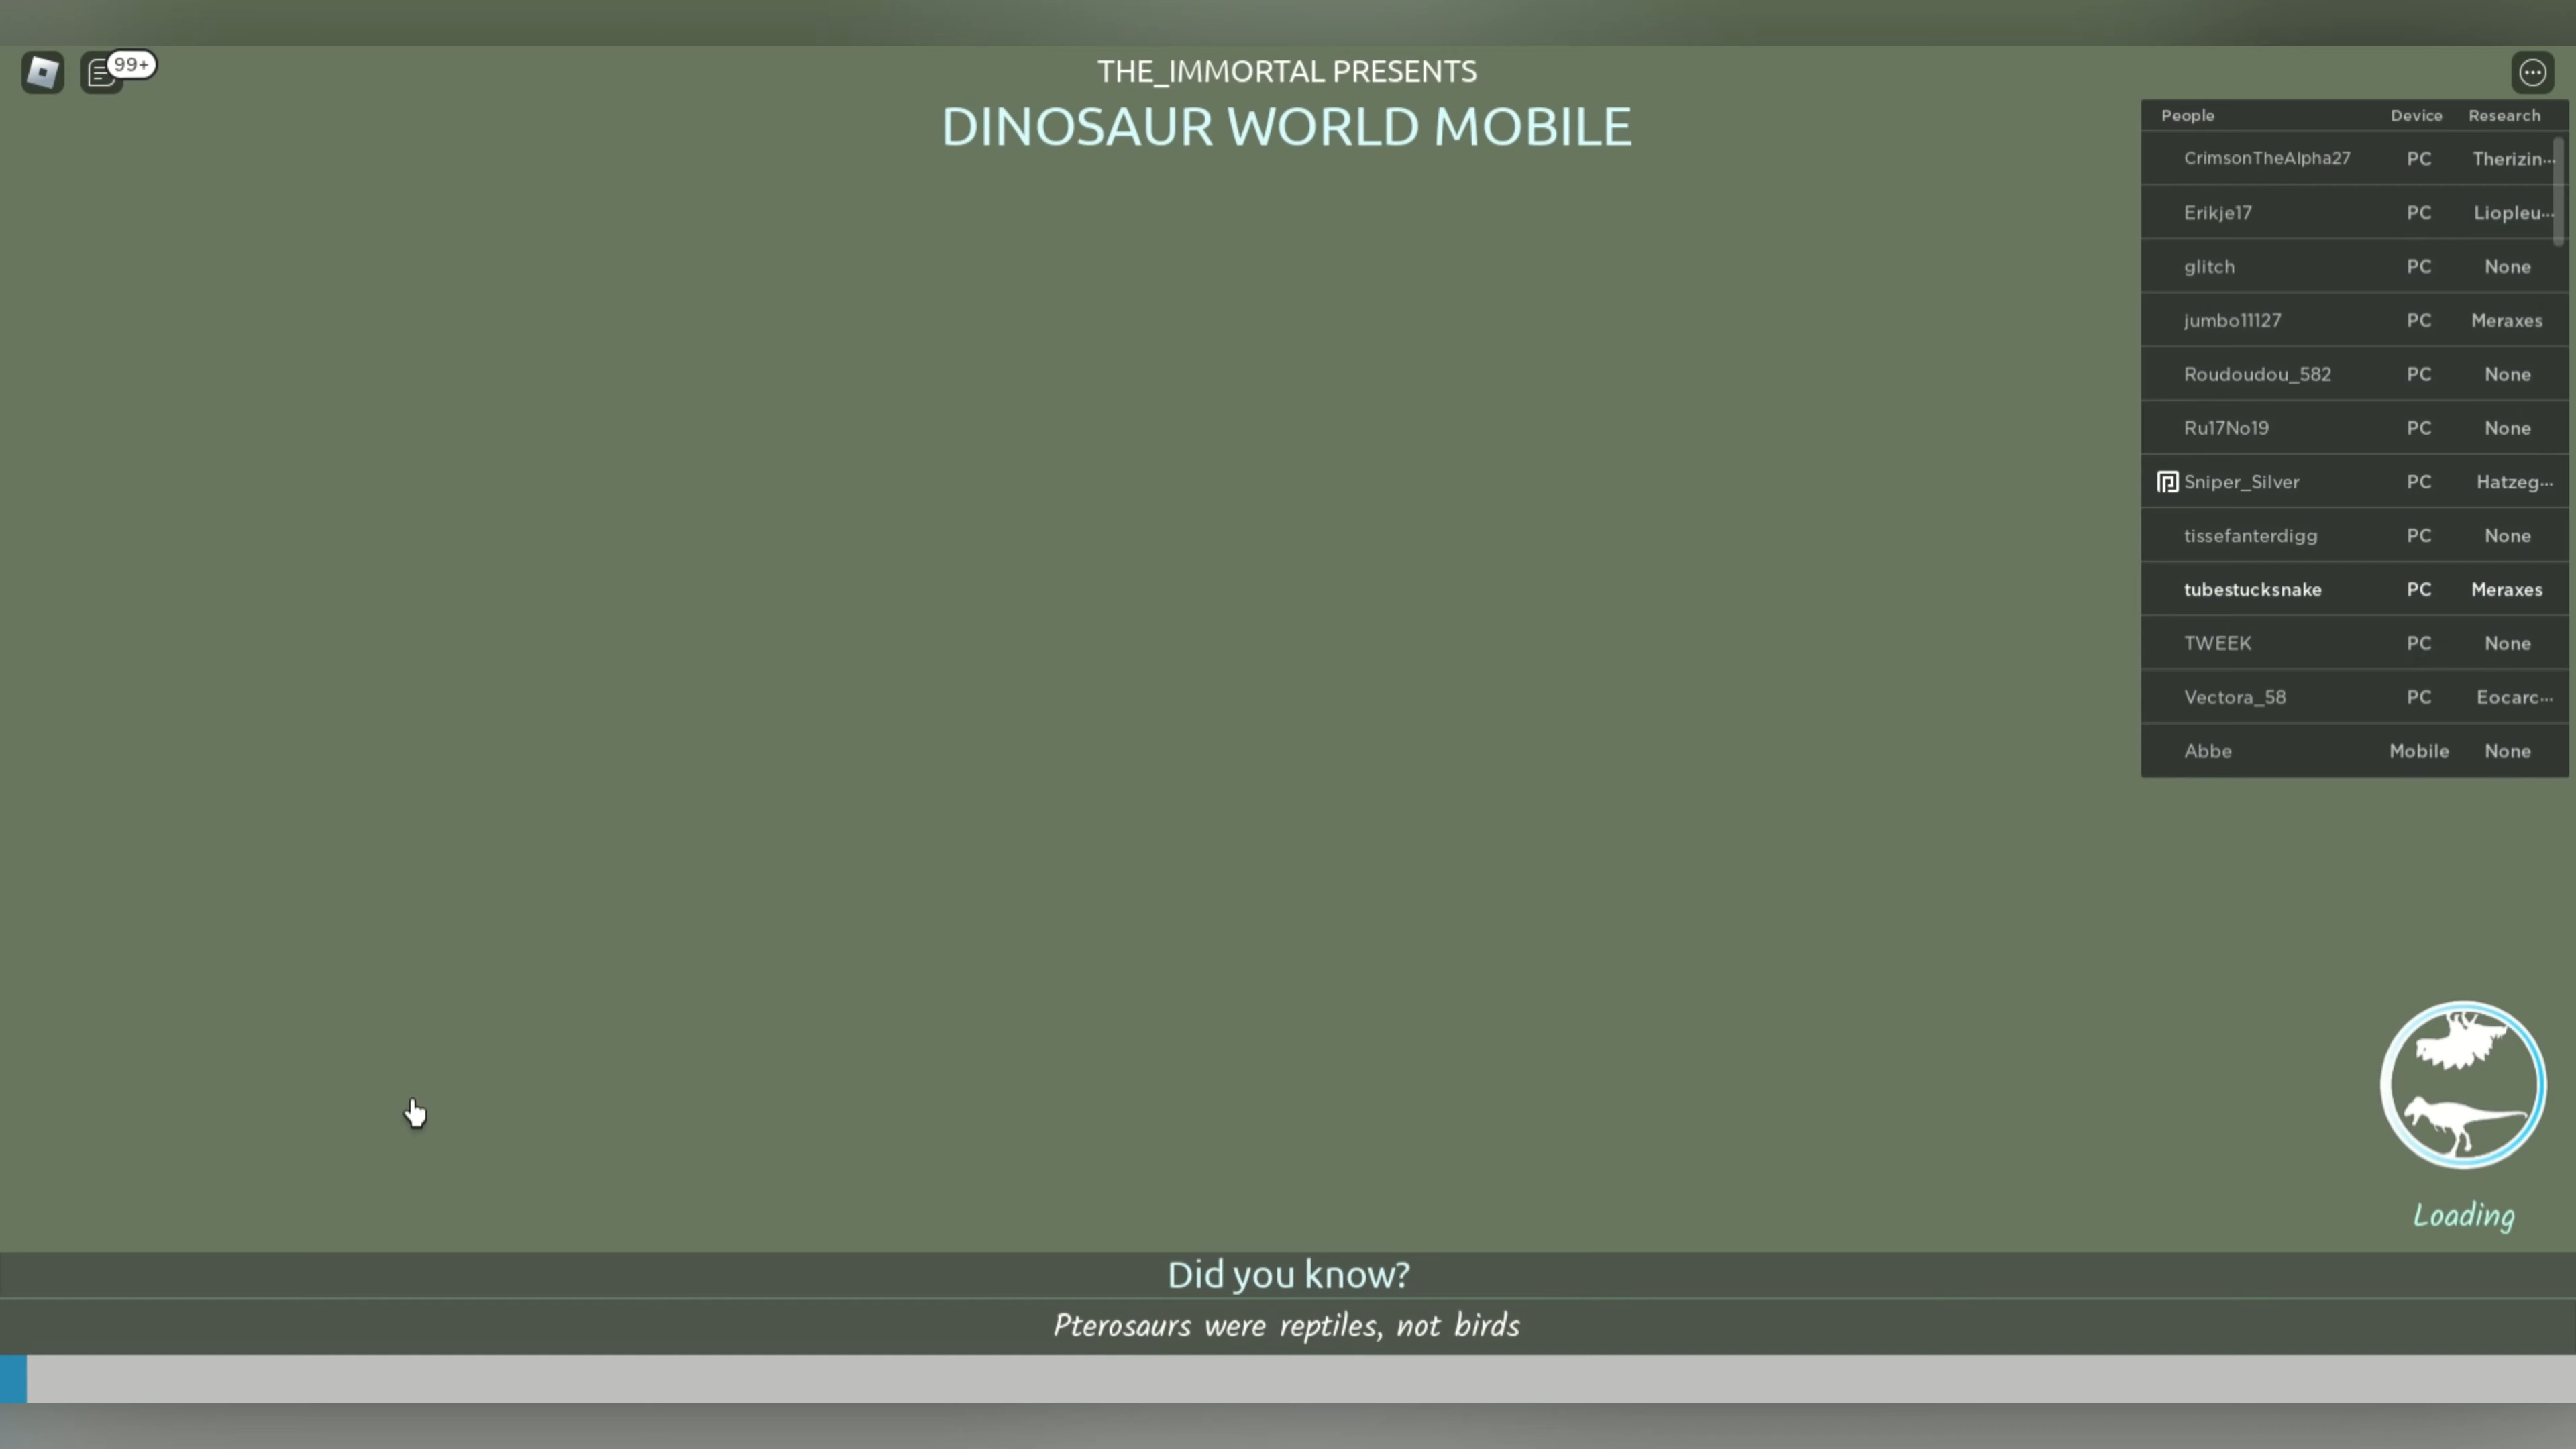 99+
THE_IMMORTAL PRESENTS
DINOSAUR WORLD MOBILE
People Device Research
CrimsonTheAlpha27 PC Therizin...
Erikje17 PC Liopleu...
glitch PC None
jumbo11127 PC Meraxes
Roudoudou_582 PC None
Ru17No19 PC None
Sniper_Silver PC Hatzeg...
tissefanterdigg PC None
tubestucksnake PC Meraxes
TWEEK PC None
Vectora_58 PC Eocarc...
Abbe Mobile None
Loading
Did you know?
Pterosaurs were reptiles, not birds